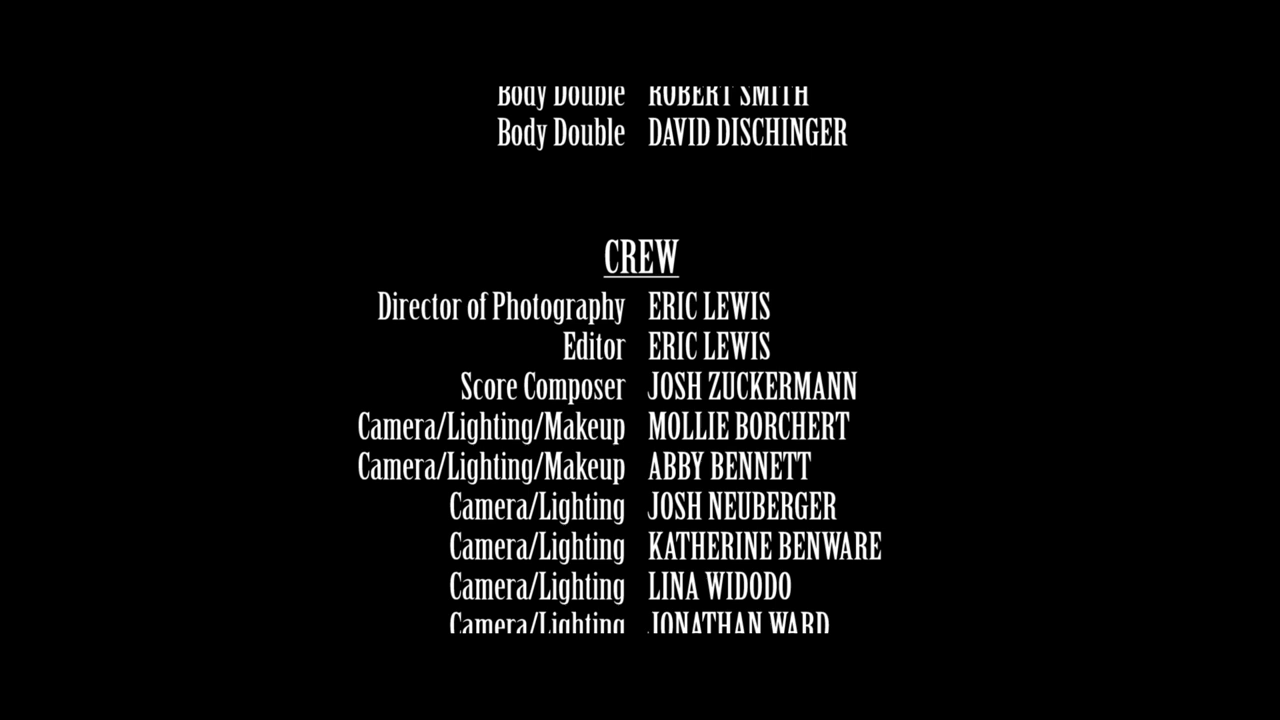 Body Double ROBERT SMITH
Body Double DAVID DISCHINGER
CREW
Director of Photography ERIC LEWIS
Editor ERIC LEWIS
Score Composer JOSH ZUCKERMANN
Camera/Lighting/Makeup MOLLIE BORCHERT
Camera/Lighting/Makeup ABBY BENNETT
Camera/Lighting JOSH NEUBERGER
Camera/Lighting KATHERINE BENWARE
Camera/Lighting LINA WIDODO
Camera/Lighting JONATHAN WARD